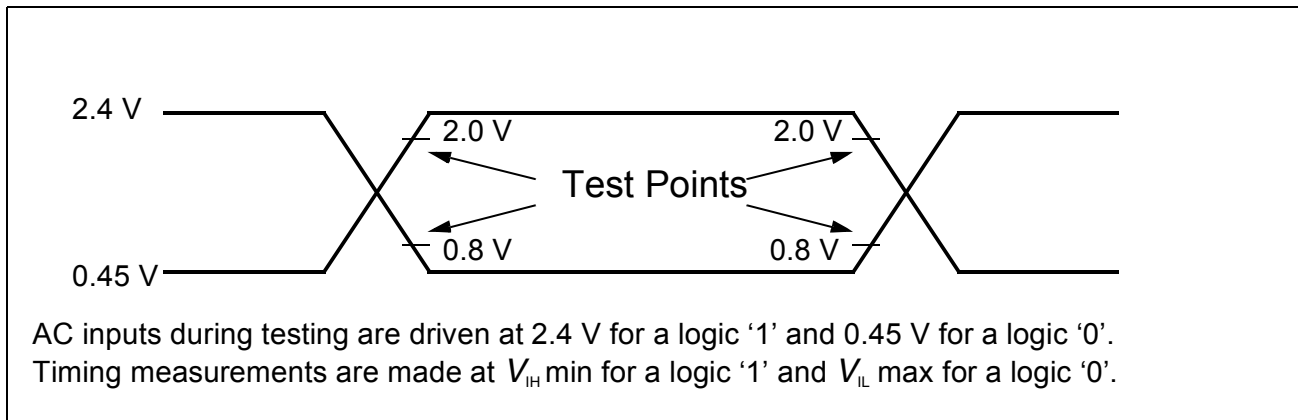 2.4 V
2.0 V 2.0 V
Test Points
0.8 V 0.8 V
0.45 V
AC inputs during testing are driven at 2.4 V for a logic ‘1’ and 0.45 V for a logic ‘0’.
Timing measurements are made at VIH min for a logic ‘1’ and VIL max for a logic ‘0’.